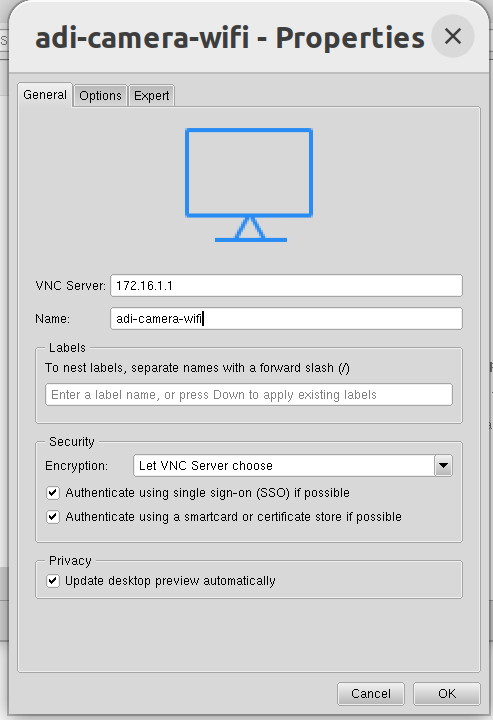 adi-camera-wifi - Properties
General Options Expert
VNC Server: 172.16.1.1
Name: adi-camera-wifi
Labels
To nest labels, separate names with a forward slash (/)
Enter a label name, or press Down to apply existing labels
Security
Encryption: Let VNC Server choose
Authenticate using single sign-on (SSO) if possible
Authenticate using a smartcard or certificate store if possible
Privacy
Update desktop preview automatically
Cancel OK